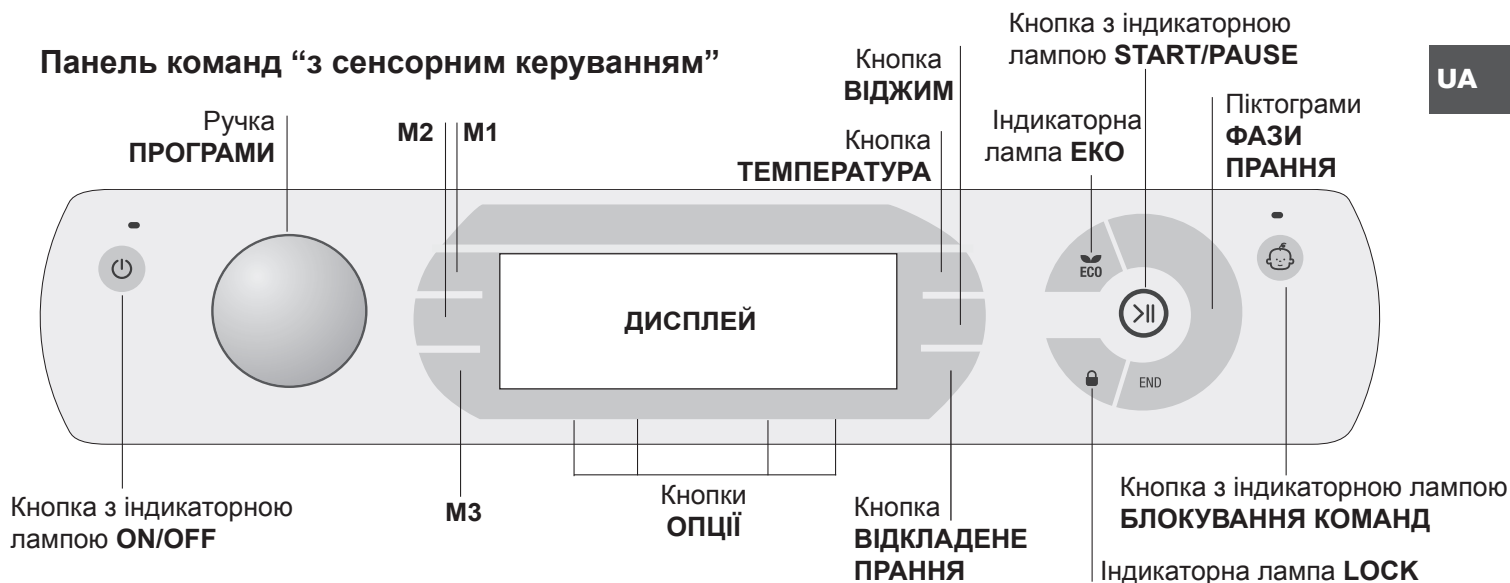 Панель команд “з сенсорним керуванням”
Ручка
ПРОГРАМИ
M2
M1
Кнопка
ВІДЖИМ
Кнопка
ТЕМПЕРАТУРА
Кнопка з індикаторною
лампою START/PAUSE
Індикаторна
лампа ЕКО
Піктограми
ФАЗИ
ПРАННЯ
UA
ДИСПЛЕЙ
ECO
END
Кнопка з індикаторною
лампою ON/OFF
M3
Кнопки
ОПЦІЇ
Кнопка
ВІДКЛАДЕНЕ
ПРАННЯ
Кнопка з індикаторною лампою
БЛОКУВАННЯ КОМАНД
Індикаторна лампа LOCK